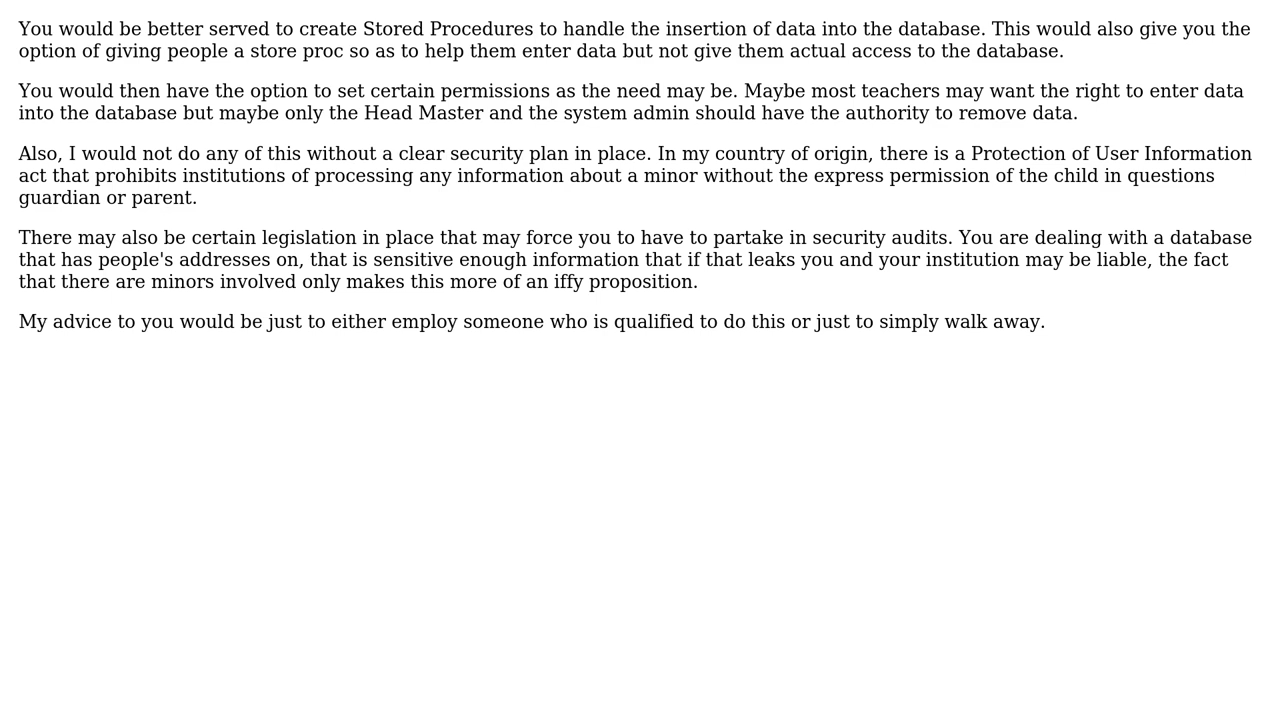 You would be better served to create Stored Procedures to handle the insertion of data into the database. This would also give you the
option of giving people a store proc so as to help them enter data but not give them actual access to the database.
You would then have the option to set certain permissions as the need may be. Maybe most teachers may want the right to enter data
into the database but maybe only the Head Master and the system admin should have the authority to remove data.
Also, I would not do any of this without a clear security plan in place. In my country of origin, there is a Protection of User Information
act that prohibits institutions of processing any information about a minor without the express permission of the child in questions
guardian or parent.
There may also be certain legislation in place that may force you to have to partake in security audits. You are dealing with a database
that has people's addresses on, that is sensitive enough information that if that leaks you and your institution may be liable, the fact
that there are minors involved only makes this more of an iffy proposition.
My advice to you would be just to either employ someone who is qualified to do this or just to simply walk away.